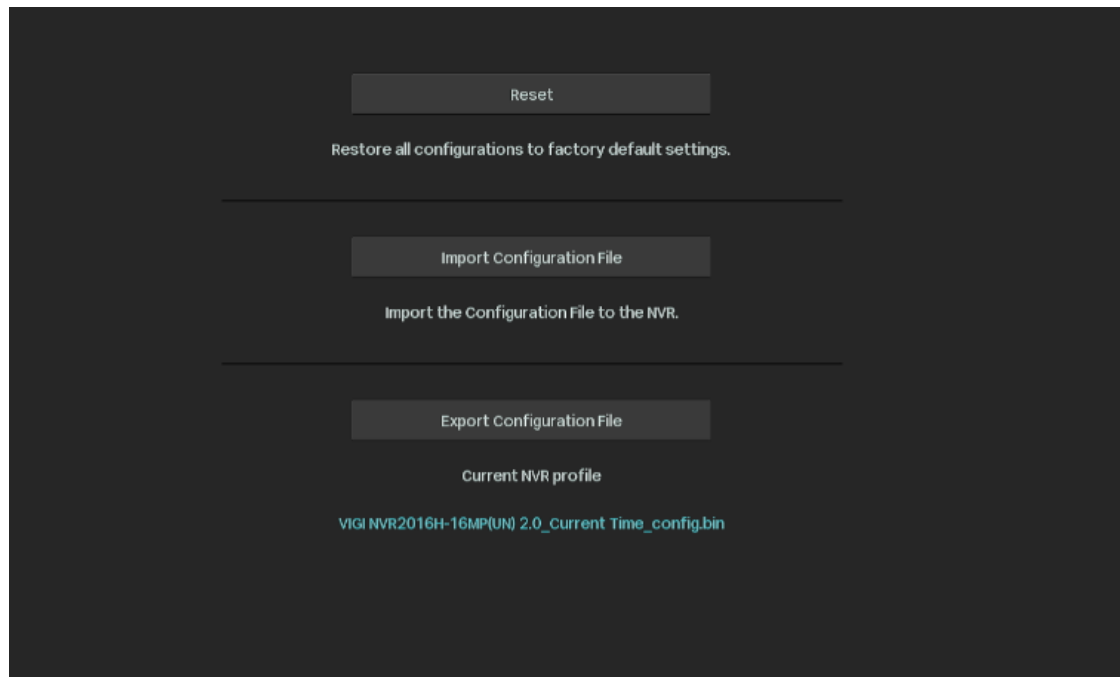 Reset
Restore all configurations to factory default settings.
Import Configuration File
Import the Configuration File to the NVR.
Export Configuration File
Current NVR profile
VIGI NVR2016H-16MP(UN) 2.0_Current Time_config.bin